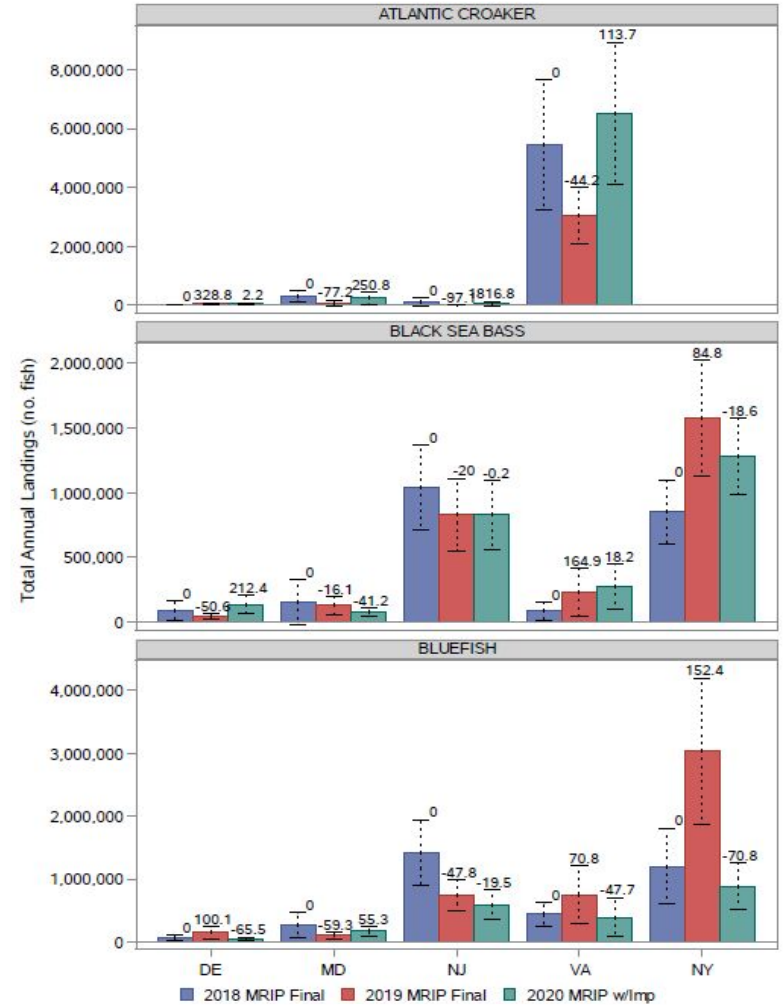 ATLANTIC CROAKER
8,000,000
6,000,000
4,000,000
2,000,000
0
0 328.8 2.2
0 -77.2 250.8
0 -97.1 1816.8
0 -44.2 113.7
Total Annual Landings (no. fish)
BLACK SEA BASS
2,000,000
1,500,000
1,000,000
500,000
0
0 -50.6 212.4
0 -16.1 -41.2
0 -20 -0.2
0 164.9 18.2
0 84.8 -18.6
BLUEFISH
4,000,000
3,000,000
2,000,000
1,000,000
0
0 100.1 -65.5
0 -59.3 55.3
0 -47.8 -19.5
0 70.8 -47.7
0 152.4 -70.8
DE MD NJ VA NY
2018 MRIP Final 2019 MRIP Final 2020 MRIP w/Imp